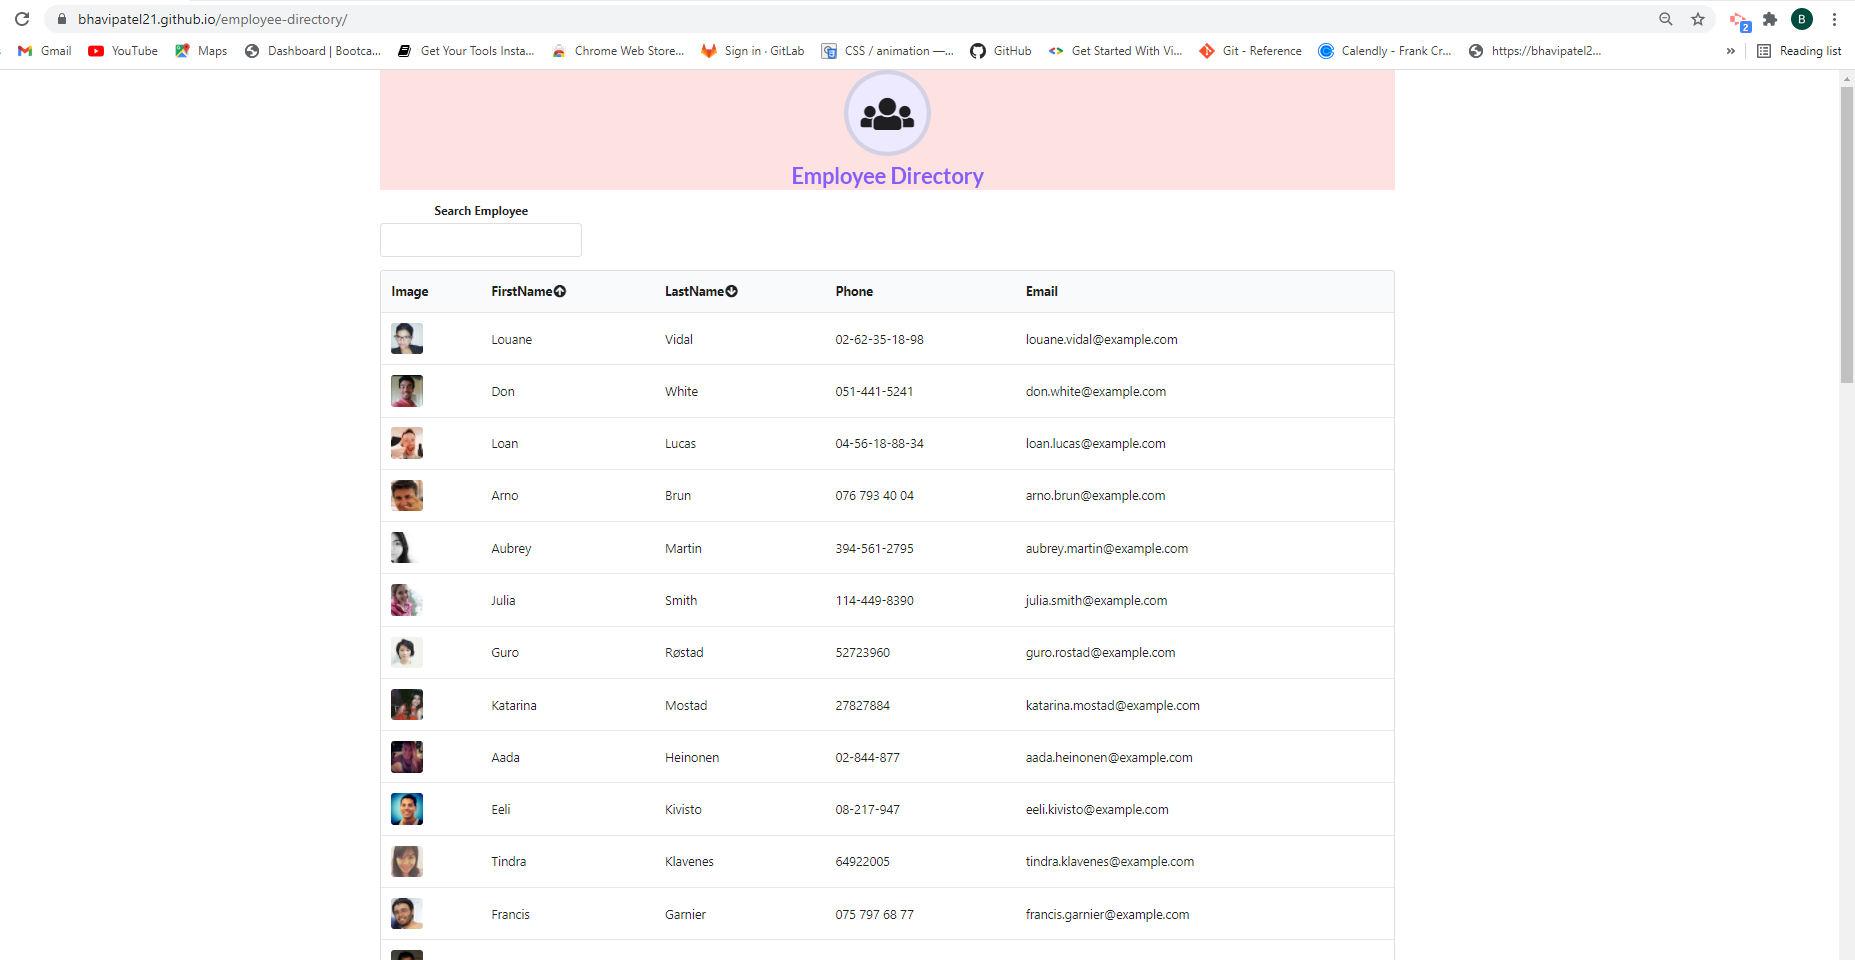 bhavipatel21.github.io/employee-directory/
B
2
Gmail YouTube Maps Dashboard | Bootca... Get Your Tools Insta... Chrome Web Store... Sign in · GitLab CSS / animation —... GitHub Get Started With Vi... Git - Reference Calendly - Frank Cr... https://bhavipatel2... » Reading list
Employee Directory
Search Employee
Image FirstName LastName Phone Email
Louane Vidal 02-62-35-18-98 louane.vidal@example.com
Don White 051-441-5241 don.white@example.com
Loan Lucas 04-56-18-88-34 loan.lucas@example.com
Arno Brun 076 793 40 04 arno.brun@example.com
Aubrey Martin 394-561-2795 aubrey.martin@example.com
Julia Smith 114-449-8390 julia.smith@example.com
Guro Røstad 52723960 guro.rostad@example.com
Katarina Mostad 27827884 katarina.mostad@example.com
Aada Heinonen 02-844-877 aada.heinonen@example.com
Eeli Kivisto 08-217-947 eeli.kivisto@example.com
Tindra Klavenes 64922005 tindra.klavenes@example.com
Francis Garnier 075 797 68 77 francis.garnier@example.com